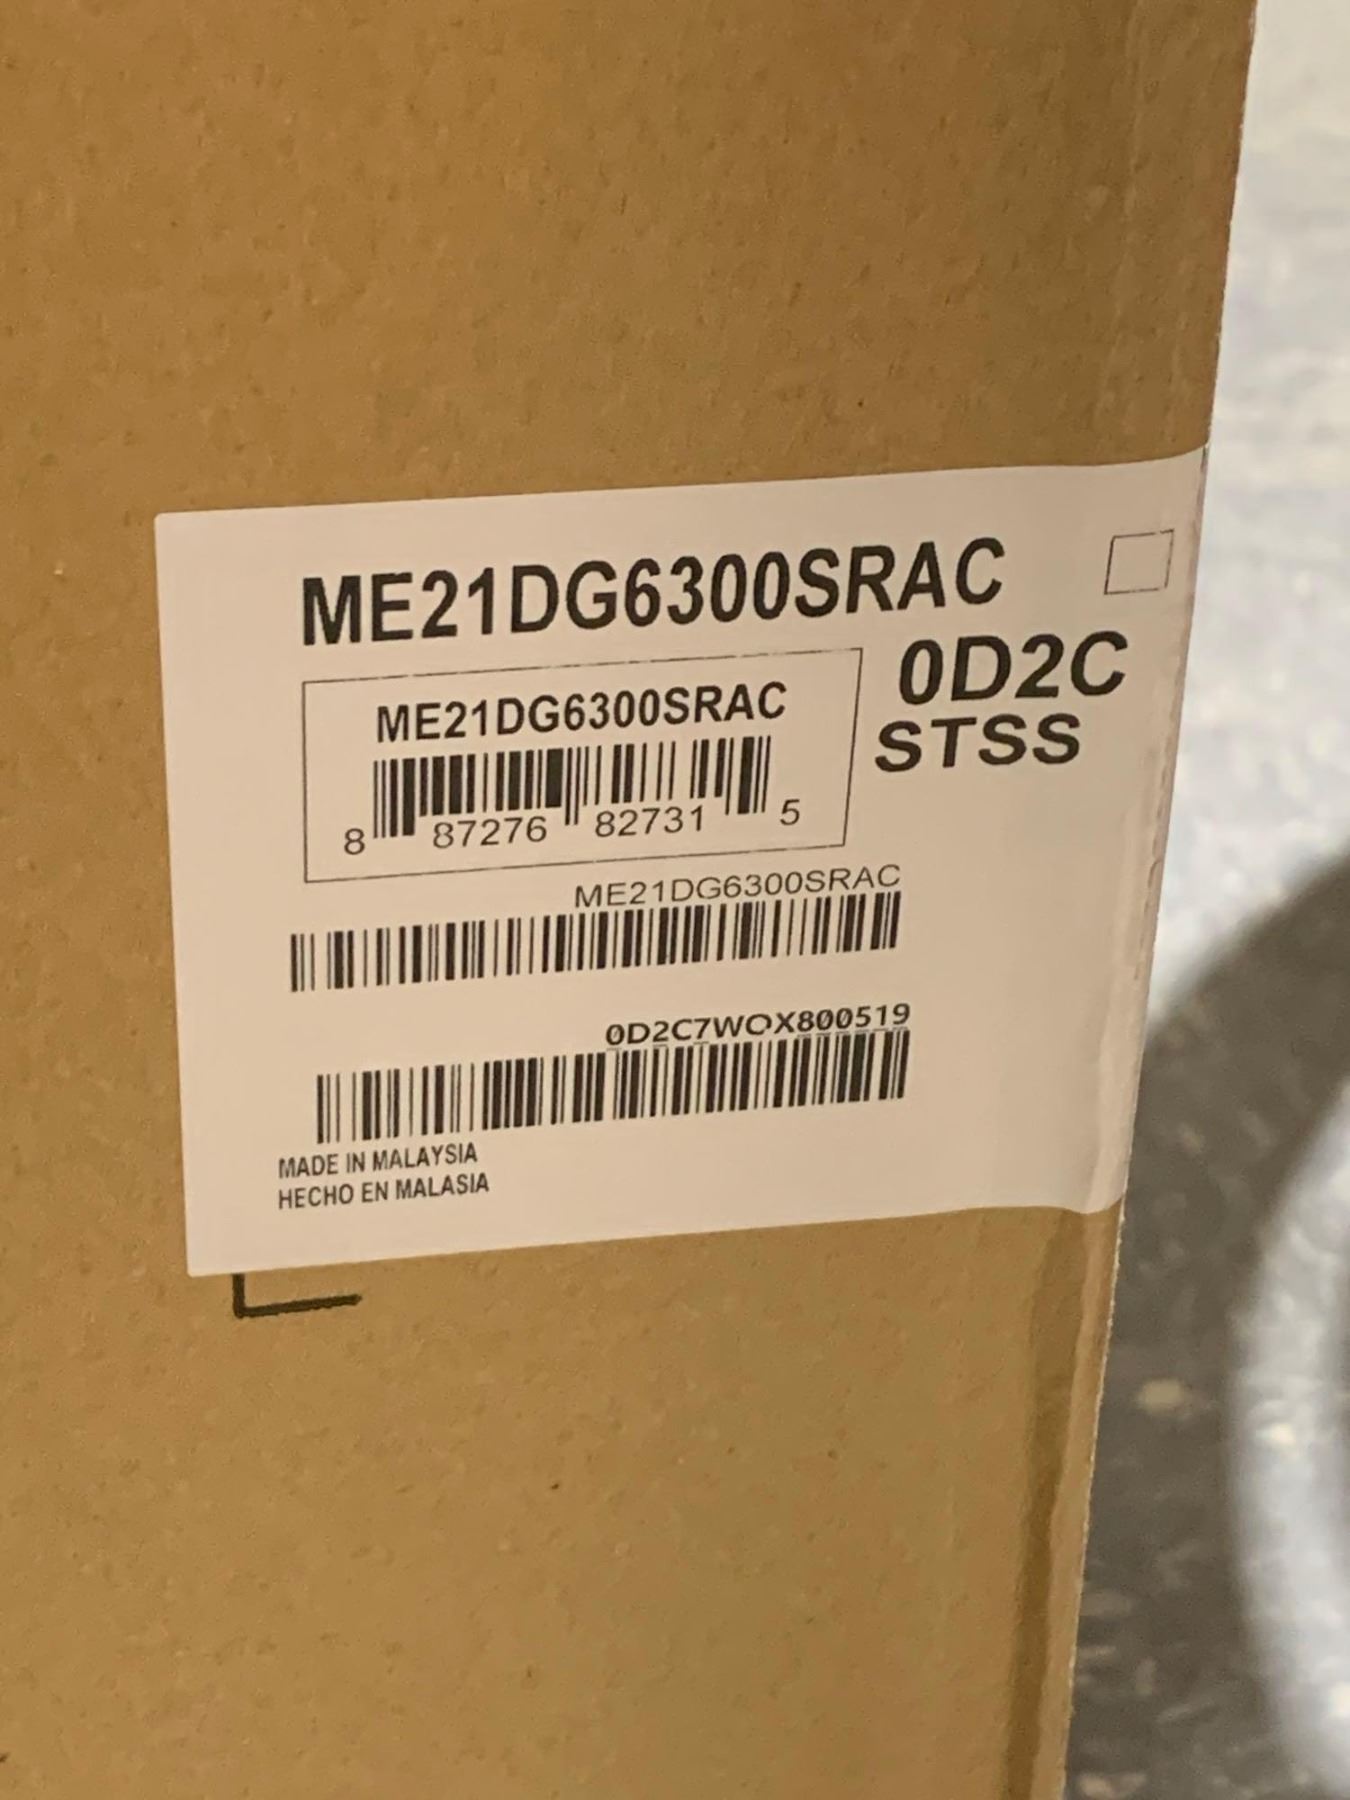 ME21DG6300SRAC
0D2C
STSS
ME21DG6300SRAC
8 87276 82731 5
ME21DG6300SRAC
0D2C7WOX800519
MADE IN MALAYSIA
HECHO EN MALASIA